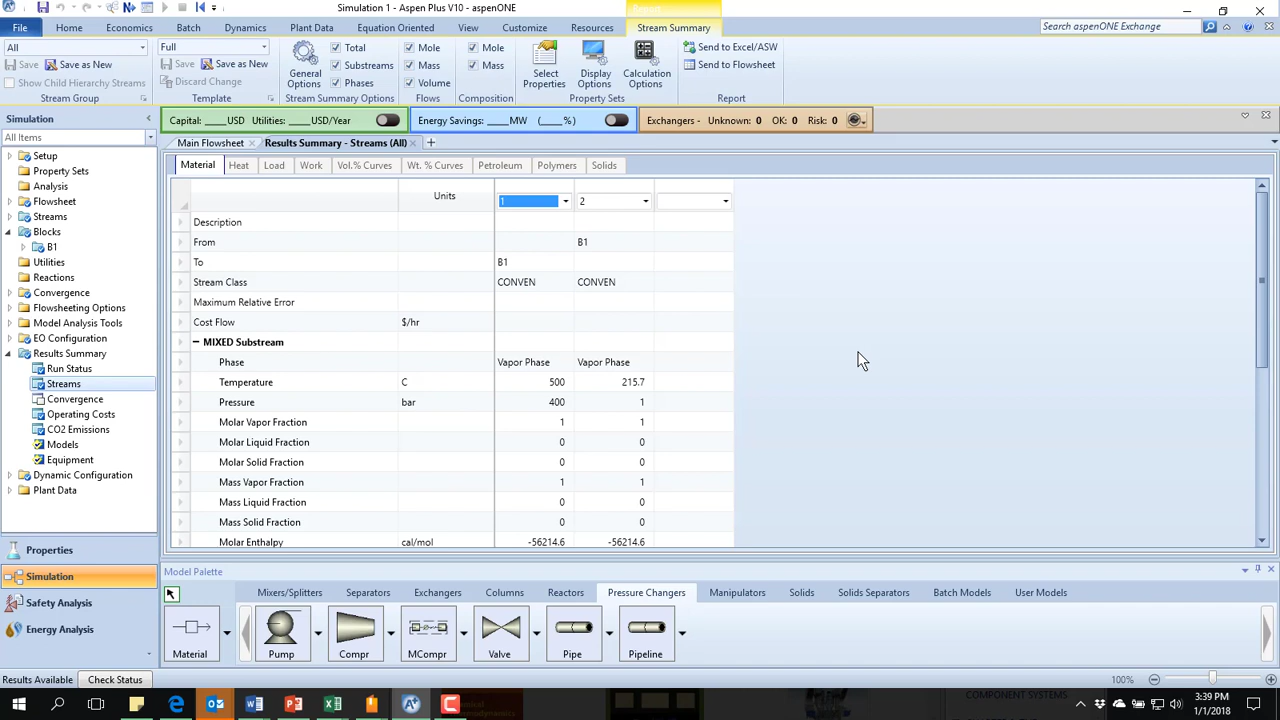 Simulation 1 - Aspen Plus V10 - aspenONE
File Home Economics Batch Dynamics Plant Data Equation Oriented View Customize Resources Stream Summary Search aspenONE Exchange
All Full Total Mole Mole Send to Excel/ASW
Save Save as New Save Save as New Substreams Mass Mass Send to Flowsheet
Show Child Hierarchy Streams Discard Change General Options Phases Volume Select Properties Display Options Calculation Options
Stream Group Template Stream Summary Options Flows Composition Property Sets Report
Simulation Capital: ____USD Utilities: ____USD/Year Energy Savings: ____MW (____%) Exchangers - Unknown: 0 OK: 0 Risk: 0
All Items Main Flowsheet Results Summary - Streams (All)
Setup
Property Sets
Analysis
Flowsheet
Streams
Blocks
B1
Utilities
Reactions
Convergence
Flowsheeting Options
Model Analysis Tools
EO Configuration
Results Summary
Run Status
Streams
Convergence
Operating Costs
CO2 Emissions
Models
Equipment
Dynamic Configuration
Plant Data
Properties
Simulation
Safety Analysis
Energy Analysis
Material Heat Load Work Vol.% Curves Wt. % Curves Petroleum Polymers Solids
Units 1 2
Description
From B1
To B1
Stream Class CONVEN CONVEN
Maximum Relative Error
Cost Flow $/hr
MIXED Substream
Phase Vapor Phase Vapor Phase
Temperature C 500 215.7
Pressure bar 400 1
Molar Vapor Fraction 1 1
Molar Liquid Fraction 0 0
Molar Solid Fraction 0 0
Mass Vapor Fraction 1 1
Mass Liquid Fraction 0 0
Mass Solid Fraction 0 0
Molar Enthalpy cal/mol -56214.6 -56214.6
Model Palette
Mixers/Splitters Separators Exchangers Columns Reactors Pressure Changers Manipulators Solids Solids Separators Batch Models User Models
Material Pump Compr MCompr Valve Pipe Pipeline
Results Available Check Status 100%
3:39 PM
1/1/2018